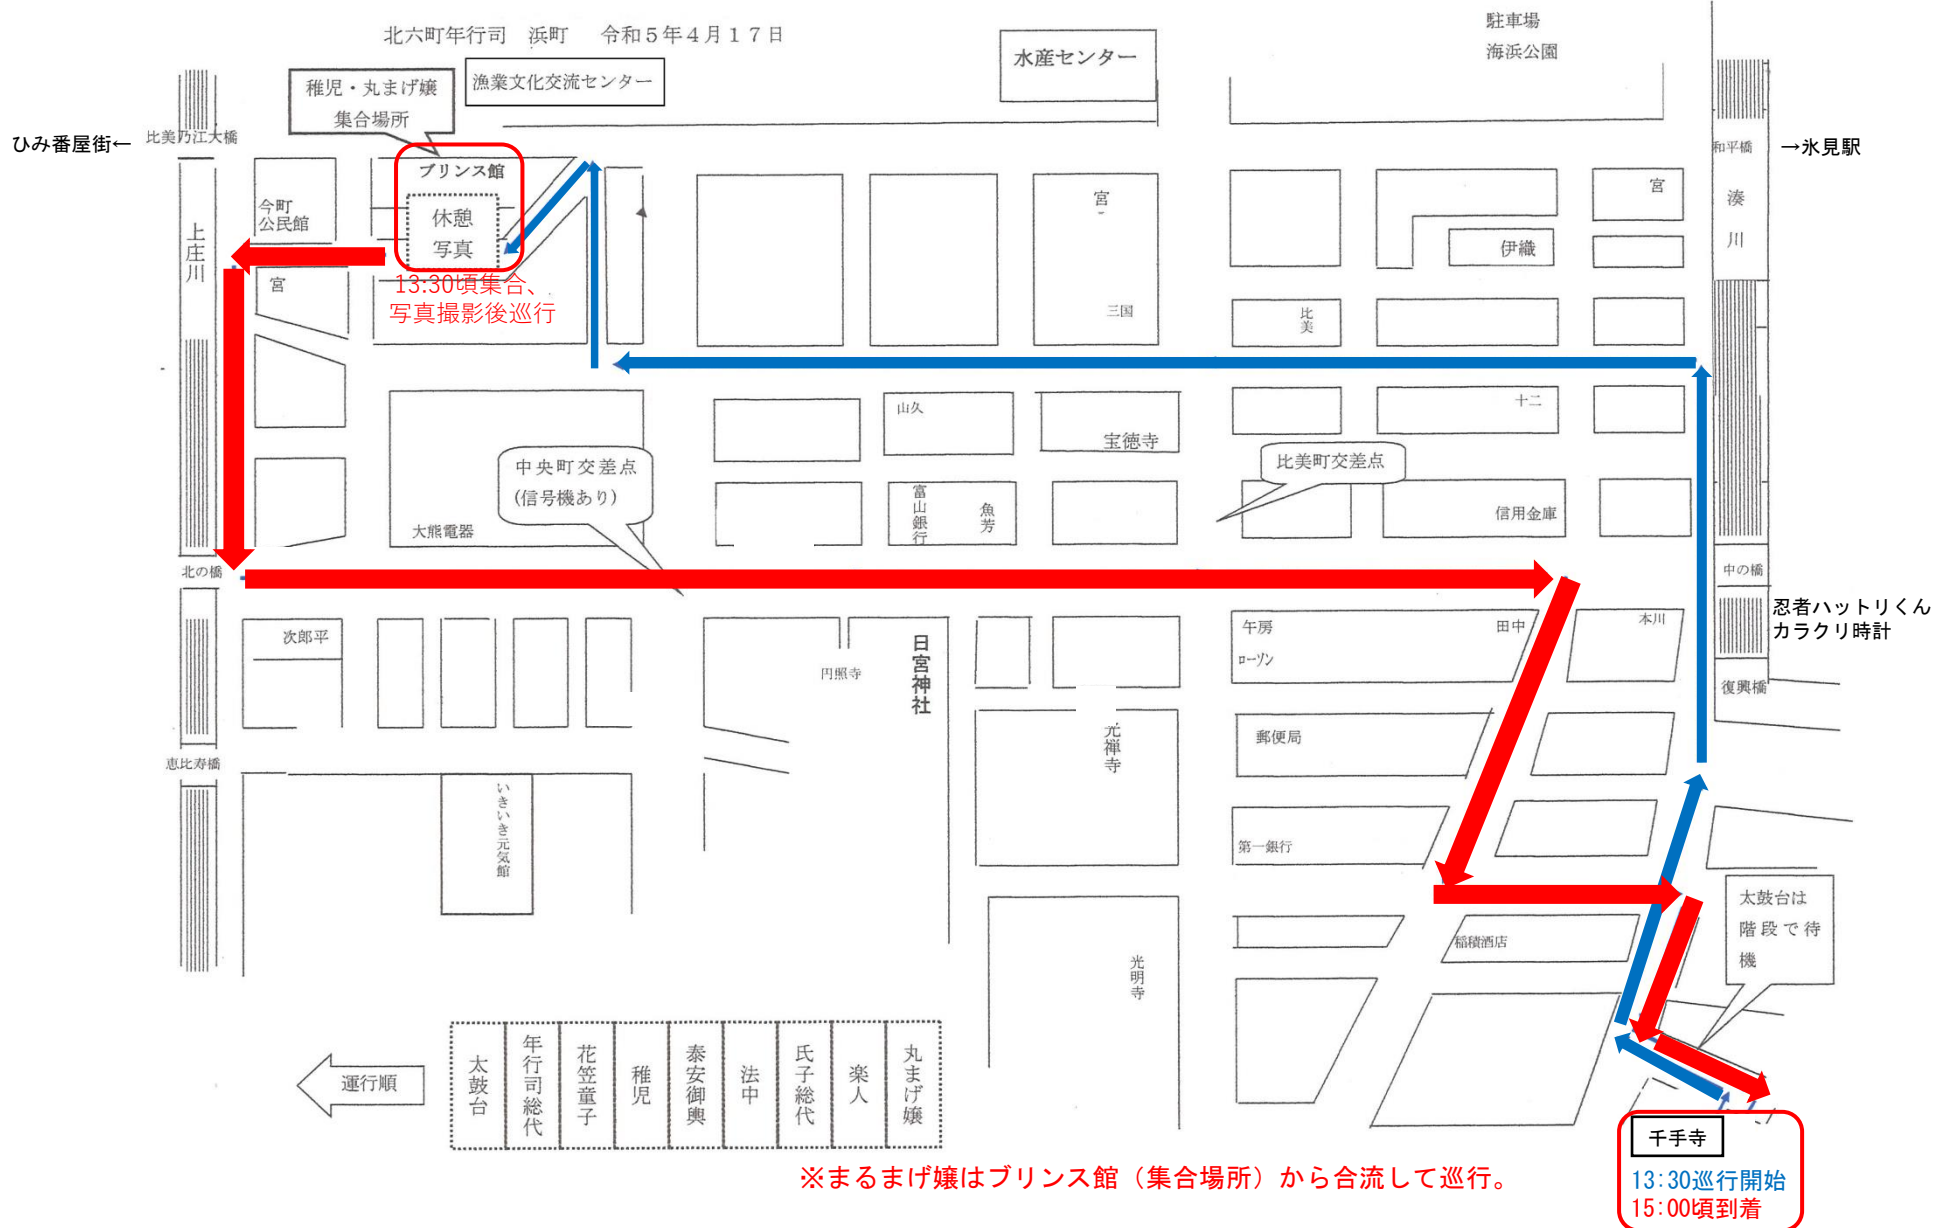 北六町年行司　浜町　　令和５年４月１７日
駐車場
海浜公園
水産センター
漁業文化交流センター
稚児・丸まげ嬢
集合場所
ひみ番屋街←
比美乃江大橋
和平橋
→氷見駅
ブリンス館
休憩
写真
今町
公民館
上庄川
宮
13:30頃集合、
写真撮影後巡行
宮
三国
比美
伊織
宮
湊川
山久
宝徳寺
十二
中央町交差点
(信号機あり)
比美町交差点
大熊電器
富山銀行
魚芳
信用金庫
北の橋
中の橋
忍者ハットリくん
カラクリ時計
次郎平
円照寺
日宮神社
午房
ローソン
田中
本川
復興橋
恵比寿橋
いきいき元気館
光禅寺
郵便局
第一銀行
稲積酒店
太鼓台は
階段で待
機
光明寺
運行順
太鼓台
年行司総代
花笠童子
稚児
泰安御輿
法中
氏子総代
楽人
丸まげ嬢
千手寺
13:30巡行開始
15:00頃到着
※まるまげ嬢はブリンス館（集合場所）から合流して巡行。